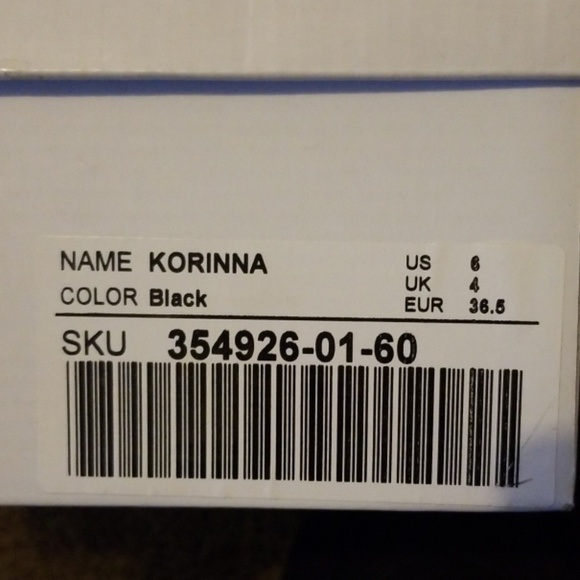 NAME KORINNA
COLOR Black
US 6
UK 4
EUR 36.5
SKU 354926-01-60